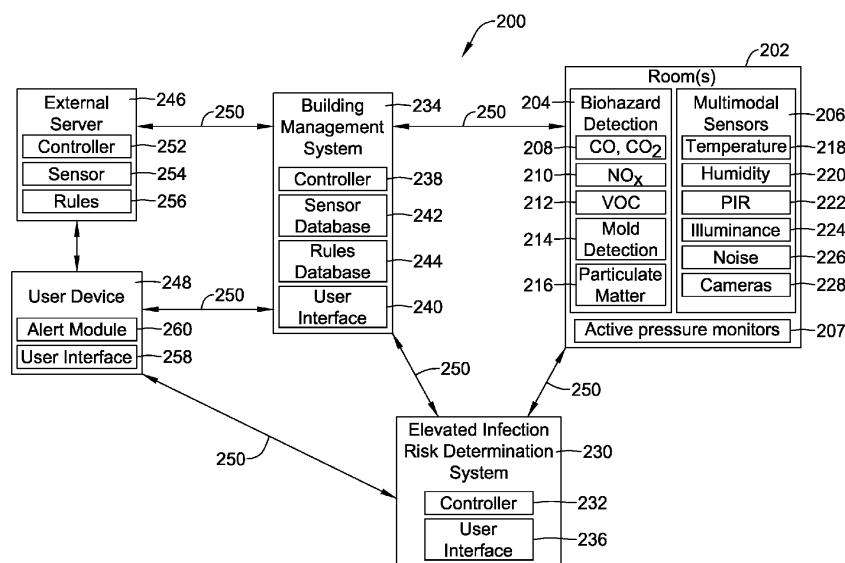 200
External
Server
246
Controller
252
Sensor
254
Rules
256
250
Building
Management
System
234
Controller
238
Sensor
Database
242
Rules
Database
244
User
Interface
240
250
202
Room(s)
204
Biohazard
Detection
208
CO, CO2
210
NOX
212
VOC
214
Mold
Detection
216
Particulate
Matter
Multimodal
Sensors
206
Temperature
218
Humidity
220
PIR
222
Illuminance
224
Noise
226
Cameras
228
Active pressure monitors
207
User Device
248
Alert Module
260
User Interface
258
250
250
250
250
Elevated Infection
Risk Determination
System
230
Controller
232
User
Interface
236